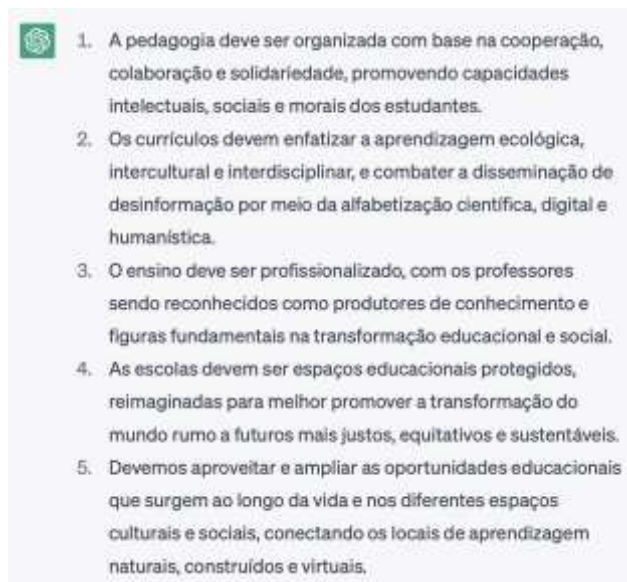 1. A pedagogia deve ser organizada com base na cooperação,
colaboração e solidariedade, promovendo capacidades
intelectuais, sociais e morais dos estudantes.
2. Os currículos devem enfatizar a aprendizagem ecológica,
intercultural e interdisciplinar, e combater a disseminação de
desinformação por meio da alfabetização científica, digital e
humanística.
3. O ensino deve ser profissionalizado, com os professores
sendo reconhecidos como produtores de conhecimento e
figuras fundamentais na transformação educacional e social.
4. As escolas devem ser espaços educacionais protegidos,
reimaginadas para melhor promover a transformação do
mundo rumo a futuros mais justos, equitativos e sustentáveis.
5. Devemos aproveitar e ampliar as oportunidades educacionais
que surgem ao longo da vida e nos diferentes espaços
culturais e sociais, conectando os locais de aprendizagem
naturais, construídos e virtuais.